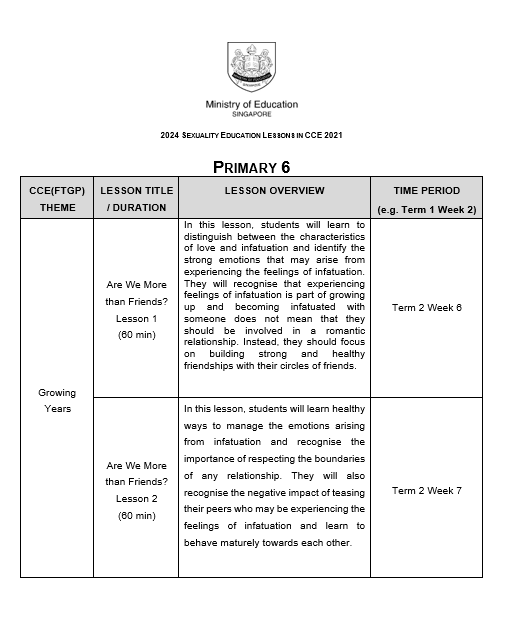 Ministry of Education
SINGAPORE
2024 SEXUALITY EDUCATION LESSONS IN CCE 2021
PRIMARY 6
CCE(FTGP)
THEME
LESSON TITLE
/ DURATION
LESSON OVERVIEW
TIME PERIOD
(e.g. Term 1 Week 2)
Growing
Years
Are We More
than Friends?
Lesson 1
(60 min)
In this lesson, students will learn to
distinguish between the characteristics
of love and infatuation and identify the
strong emotions that may arise from
experiencing the feelings of infatuation.
They will recognise that experiencing
feelings of infatuation is part of growing
up and becoming infatuated with
someone does not mean that they
should be involved in a romantic
relationship. Instead, they should focus
on building strong and healthy
friendships with their circles of friends.
Term 2 Week 6
Are We More
than Friends?
Lesson 2
(60 min)
In this lesson, students will learn healthy
ways to manage the emotions arising
from infatuation and recognise the
importance of respecting the boundaries
of any relationship. They will also
recognise the negative impact of teasing
their peers who may be experiencing the
feelings of infatuation and learn to
behave maturely towards each other.
Term 2 Week 7